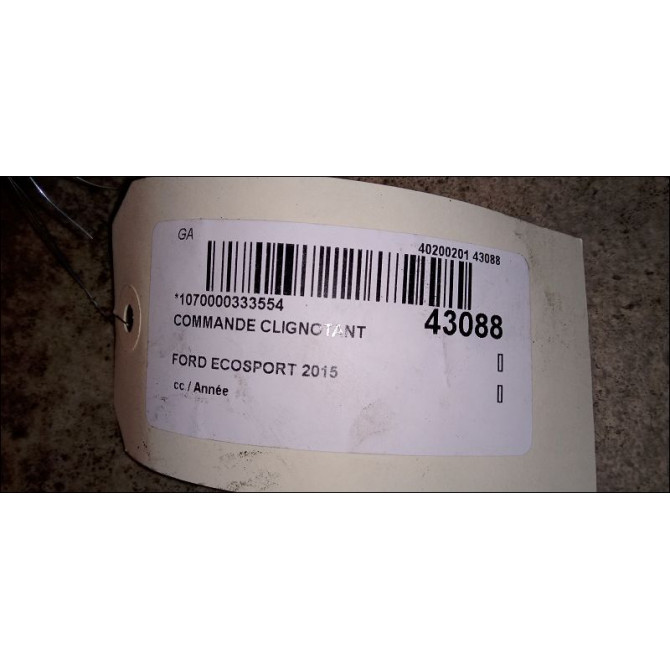 GA
40200201 43088
*1070000333554
COMMANDE CLIGNOTANT
43088
FORD ECOSPORT 2015
cc / Année